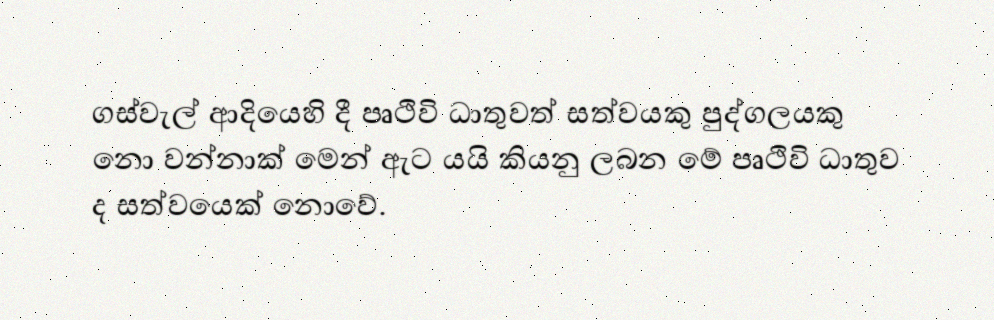 ගස්වැල් ආදියෙහි දී පෘථිවි ධාතුවත් සත්වයකු පුද්ගලයකු
නො වන්නාක් මෙන් ඇට යයි කියනු ලබන මේ පෘථිවි ධාතුව
ද සත්වයෙක් නොවේ.